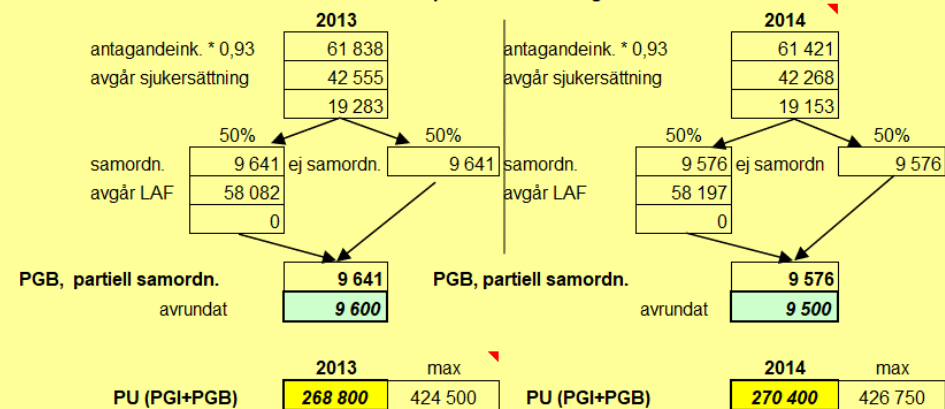 2013 2014
antagandeink. * 0,93 61 838 antagandeink. * 0,93 61 421
avgår sjukersättning 42 555 avgår sjukersättning 42 268
19 283 19 153
50% 50% 50% 50%
samordn. 9 641 ej samordn. 9 641 samordn. 9 576 ej samordn 9 576
avgår LAF 58 082 avgår LAF 58 197
0 0
PGB, partiell samordn. 9 641 PGB, partiell samordn. 9 576
avrundat 9 600 avrundat 9 500
2013 max 2014 max
PU (PGI+PGB) 268 800 424 500 PU (PGI+PGB) 270 400 426 750